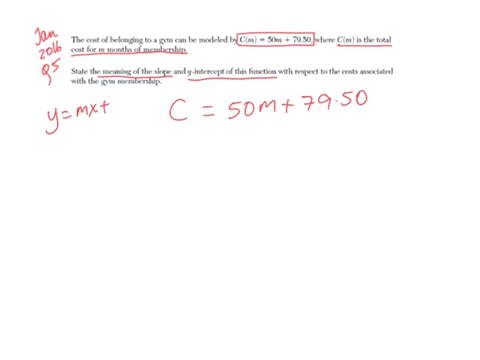 Jan
2016
Q5
The cost of belonging to a gym can be modeled by C(m) = 50m + 79.50, where C(m) is the total
cost for m months of membership.
State the meaning of the slope and y-intercept of this function with respect to the costs associated
with the gym membership.
y = mx +
C = 50m + 79.50